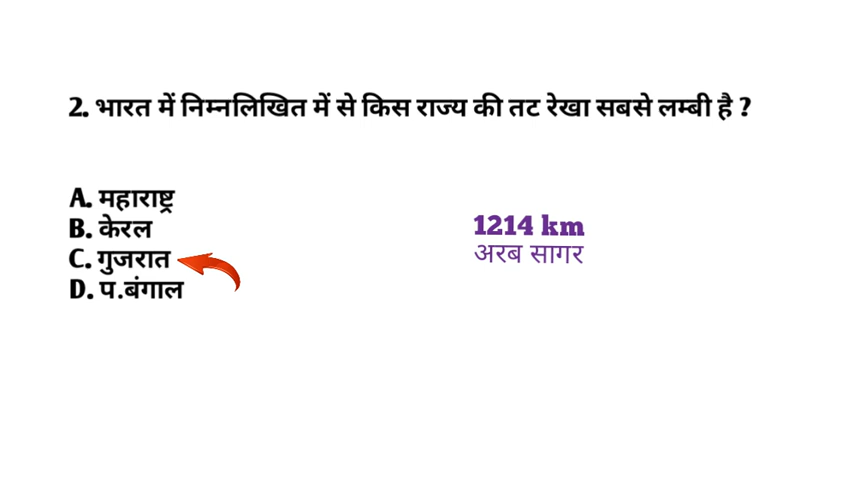 2. भारत में निम्नलिखित में से किस राज्य की तट रेखा सबसे लम्बी है ?
A. महाराष्ट्र
B. केरल
C. गुजरात
D. प.बंगाल
1214 km
अरब सागर